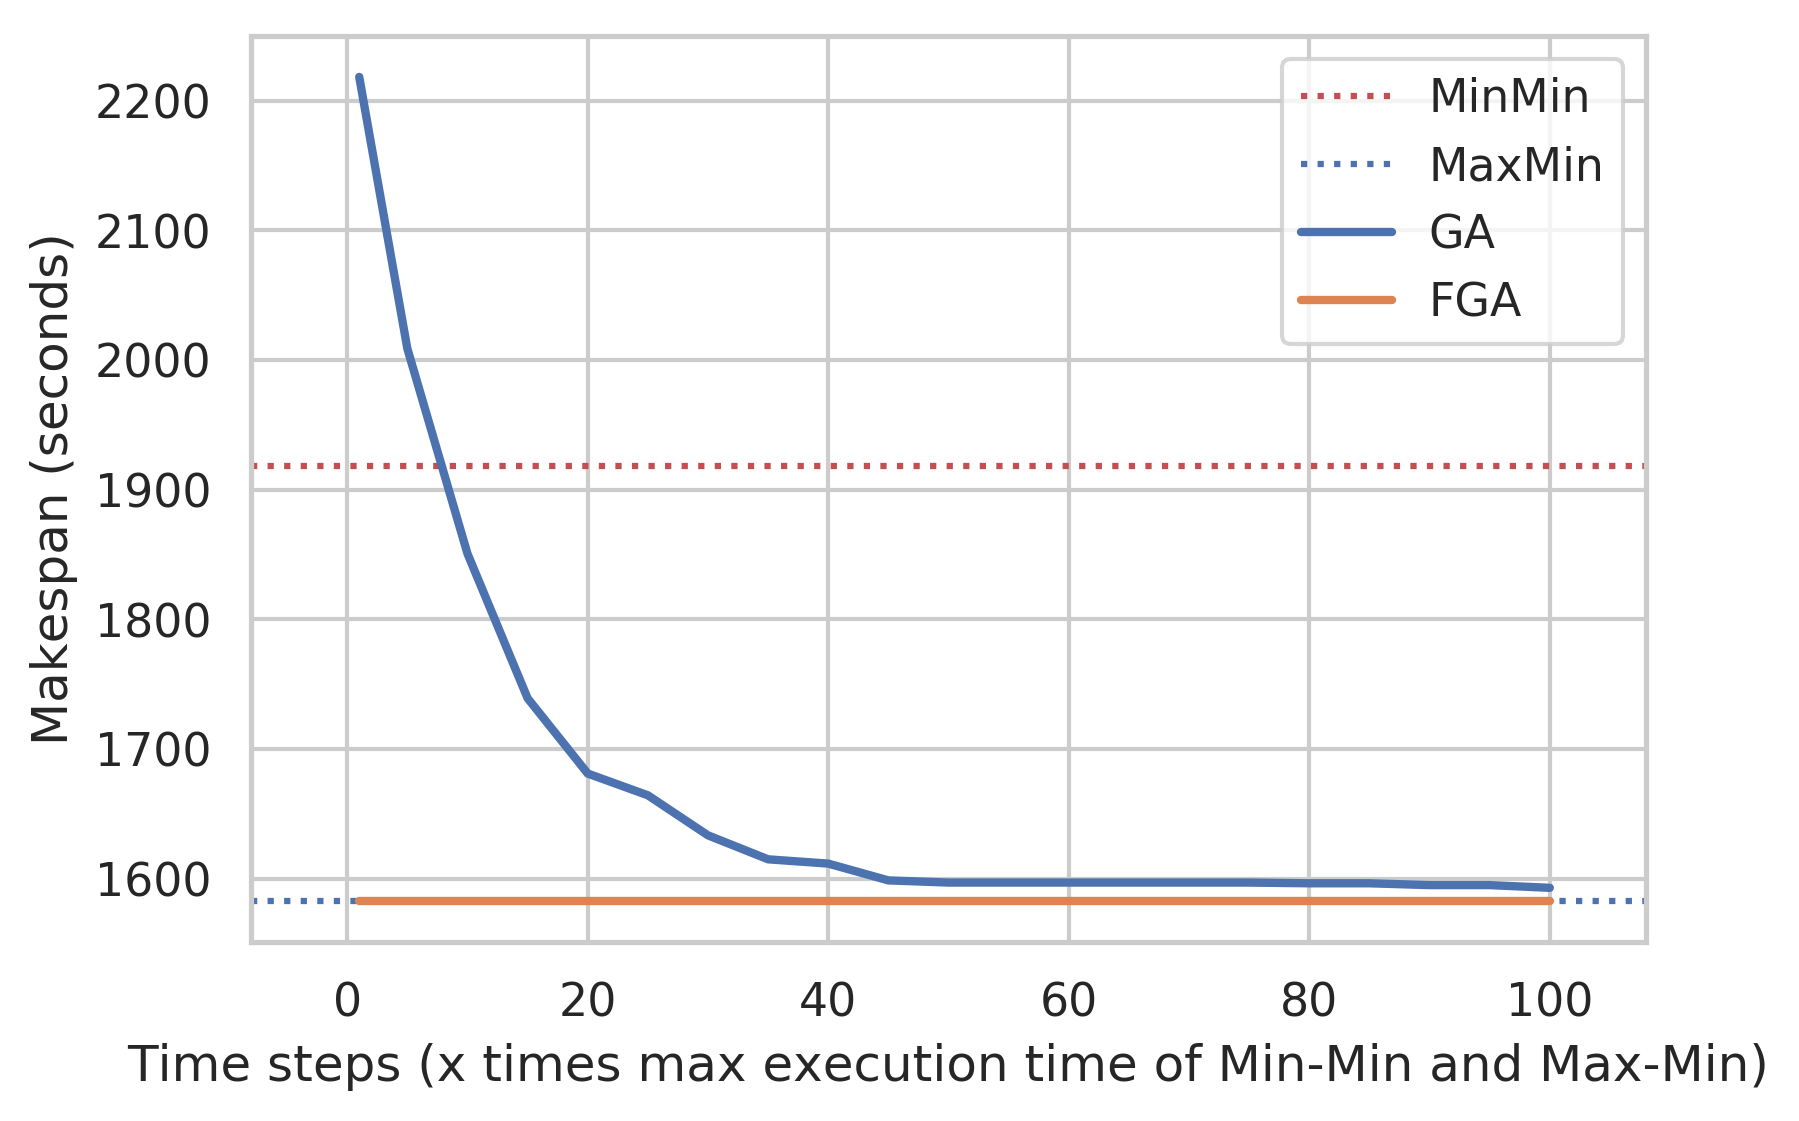 2200
2100
2000
1900
1800
1700
1600
Makespan (seconds)
MinMin
MaxMin
GA
FGA
0 20 40 60 80 100
Time steps (x times max execution time of Min-Min and Max-Min)